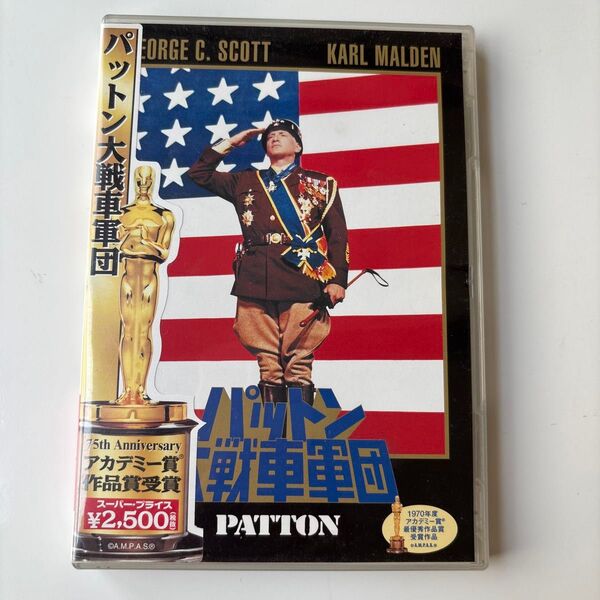 パットン大戦車軍団
EORGE C. SCOTT
KARL MALDEN
パットン
大戦車軍団
PATTON
75th Anniversary
アカデミー賞®
作品賞受賞
スーパー・プライス
¥2,500(税抜)
©A.M.P.A.S.®
1970年度
アカデミー賞®
最優秀作品賞
受賞作品
©A.M.P.A.S.®